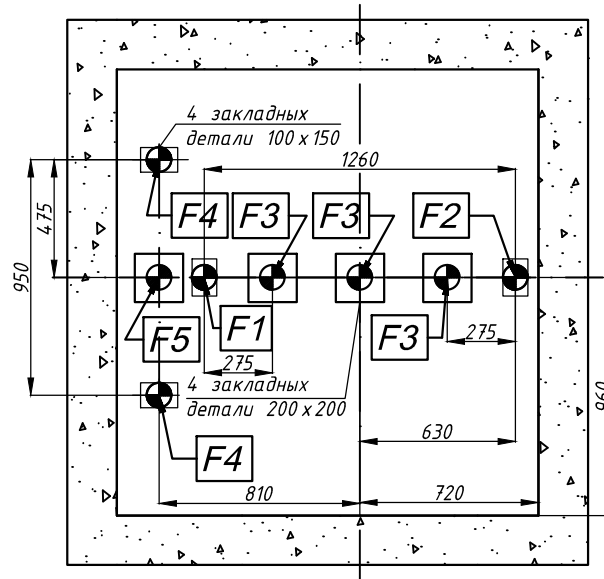 4 закладных
детали 100 x 150
1260
475
950
F4
F3
F3
F2
F5
F1
F3
275
275
4 закладных
детали 200 x 200
630
F4
810
720
960